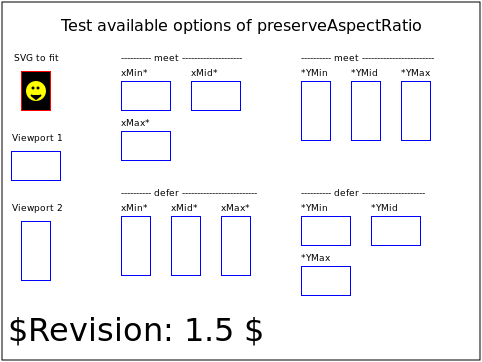 Test available options of preserveAspectRatio
SVG to fit
---------- meet --------------------
---------- meet ------------------------
xMin*
xMid*
*YMin
*YMid
*YMax
xMax*
Viewport 1
---------- defer -------------------------
---------- defer ---------------------
Viewport 2
xMin*
xMid*
xMax*
*YMin
*YMid
*YMax
$Revision: 1.5 $